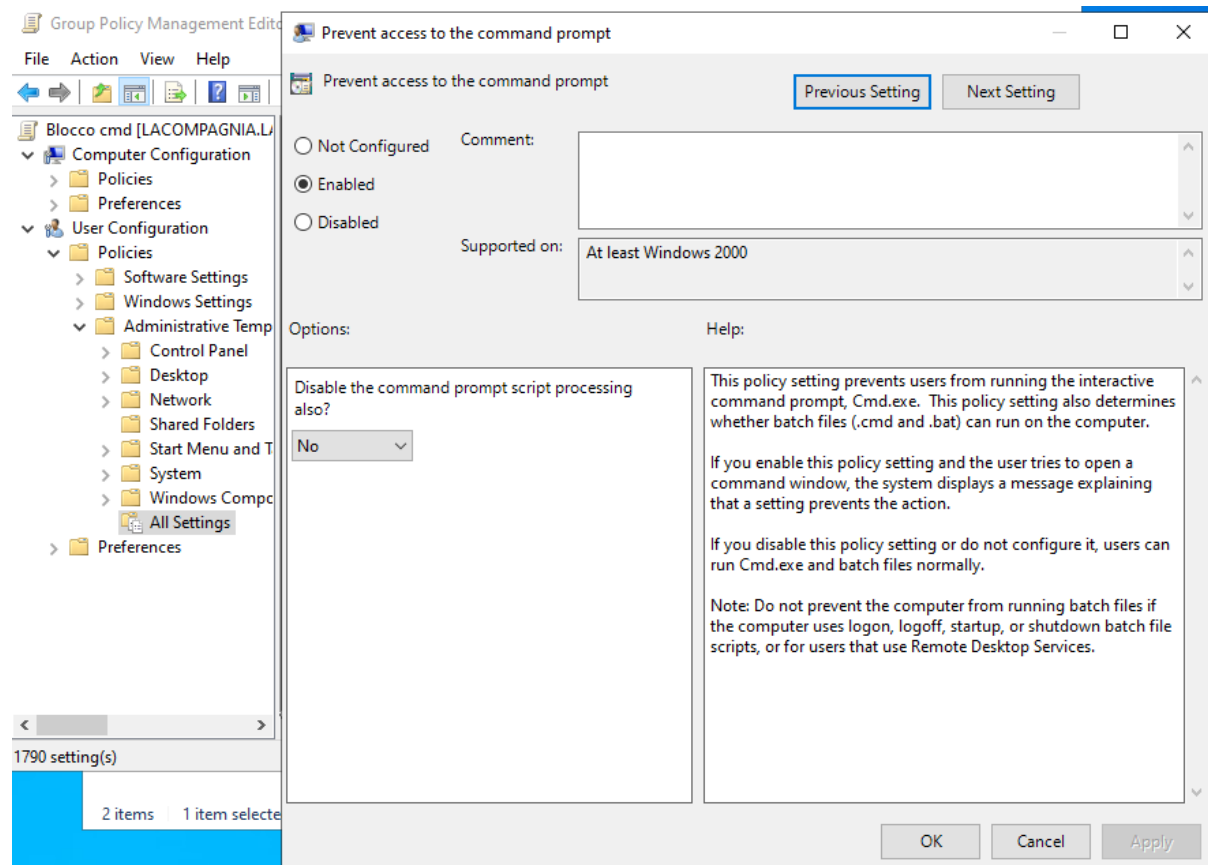 Group Policy Management Edito
File Action View Help
Blocco cmd [LACOMPAGNIA.LA
Computer Configuration
Policies
Preferences
User Configuration
Policies
Software Settings
Windows Settings
Administrative Temp
Control Panel
Desktop
Network
Shared Folders
Start Menu and T
System
Windows Compo
All Settings
Preferences
1790 setting(s)
2 items 1 item selecte
Prevent access to the command prompt
Prevent access to the command prompt
Previous Setting Next Setting
Not Configured
Enabled
Disabled
Comment:
Supported on:
At least Windows 2000
Options:
Disable the command prompt script processing
also?
No
Help:
This policy setting prevents users from running the interactive
command prompt, Cmd.exe. This policy setting also determines
whether batch files (.cmd and .bat) can run on the computer.
If you enable this policy setting and the user tries to open a
command window, the system displays a message explaining
that a setting prevents the action.
If you disable this policy setting or do not configure it, users can
run Cmd.exe and batch files normally.
Note: Do not prevent the computer from running batch files if
the computer uses logon, logoff, startup, or shutdown batch file
scripts, or for users that use Remote Desktop Services.
OK Cancel Apply